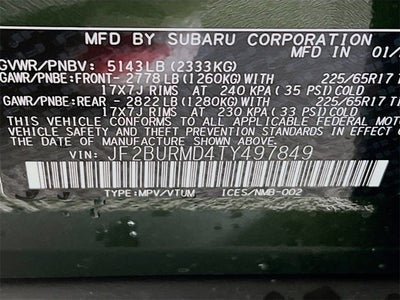 MFD BY SUBARU CORPORATION 01/
GVWR/PNBV: 5143LB (2333KG)
GAWR/PNBE:FRONT- 2778LB (1260KG)WITH 225/65R17
17X7J RIMS AT 240 KPA (35 PSI)COLD
GAWR/PNBE:REAR - 2822LB (1280KG)WITH 225/65R17 T
17X7J RIMS AT 230 KPA (33 PSI)COLD
THIS VEHICLE CONFORMS TO ALL APPLICABLE FEDERAL MOTOR
VEHICLE SAFETY AND THEFT PREVENTION STANDARDS IN EFFECT
THE DATE OF MANUFACTURE SHOWN ABOVE.
VIN: JF2BURMD4TY497849
TYPE:MPV/VTUM ICES/NMB-002